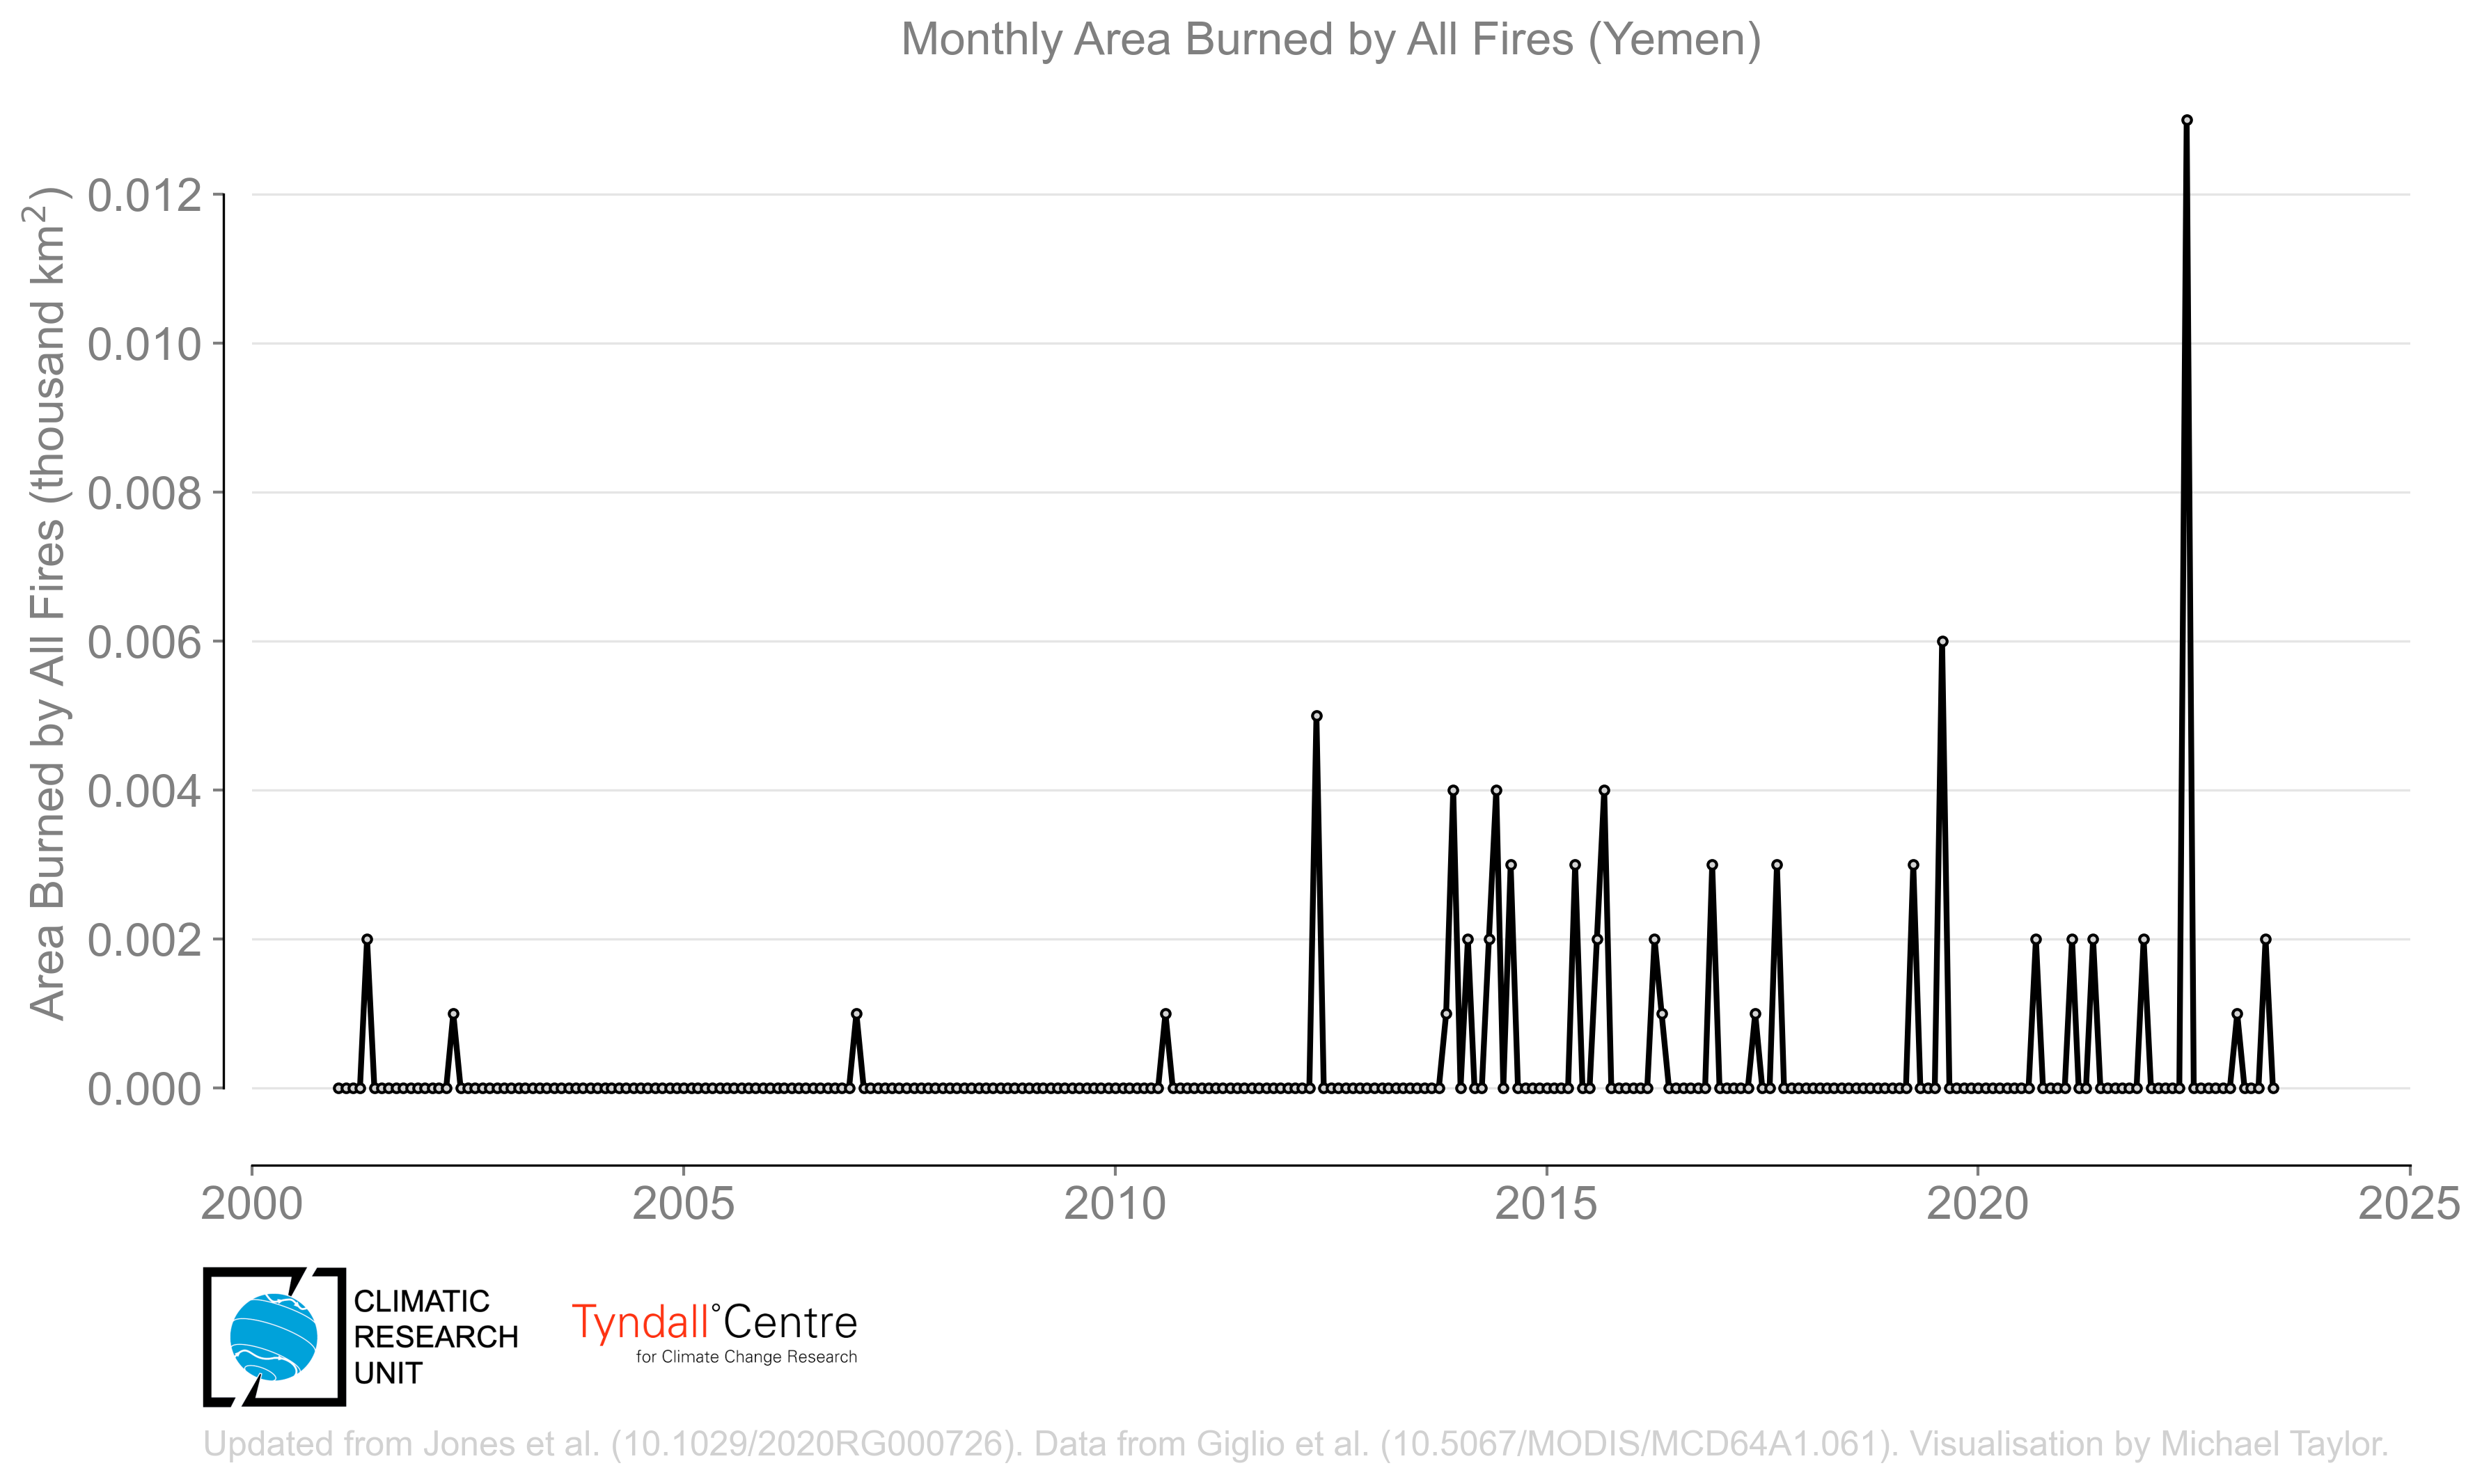 Monthly Area Burned by All Fires (Yemen)
Area Burned by All Fires (thousand km²)
0.012
0.010
0.008
0.006
0.004
0.002
0.000
2000 2005 2010 2015 2020 2025
CLIMATIC
RESEARCH
UNIT
Tyndall°Centre
for Climate Change Research
Updated from Jones et al. (10.1029/2020RG000726). Data from Giglio et al. (10.5067/MODIS/MCD64A1.061). Visualisation by Michael Taylor.